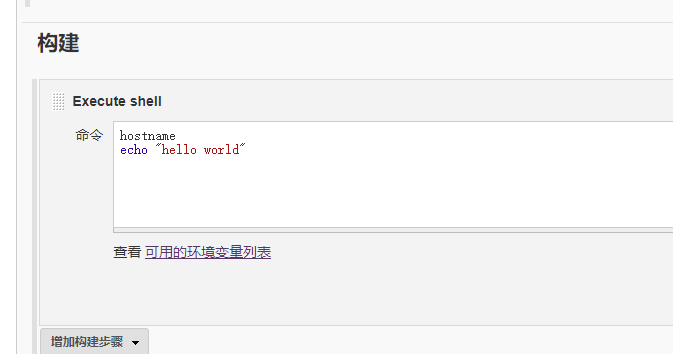 构建
Execute shell
命令
hostname
echo "hello world"
查看 可用的环境变量列表
增加构建步骤